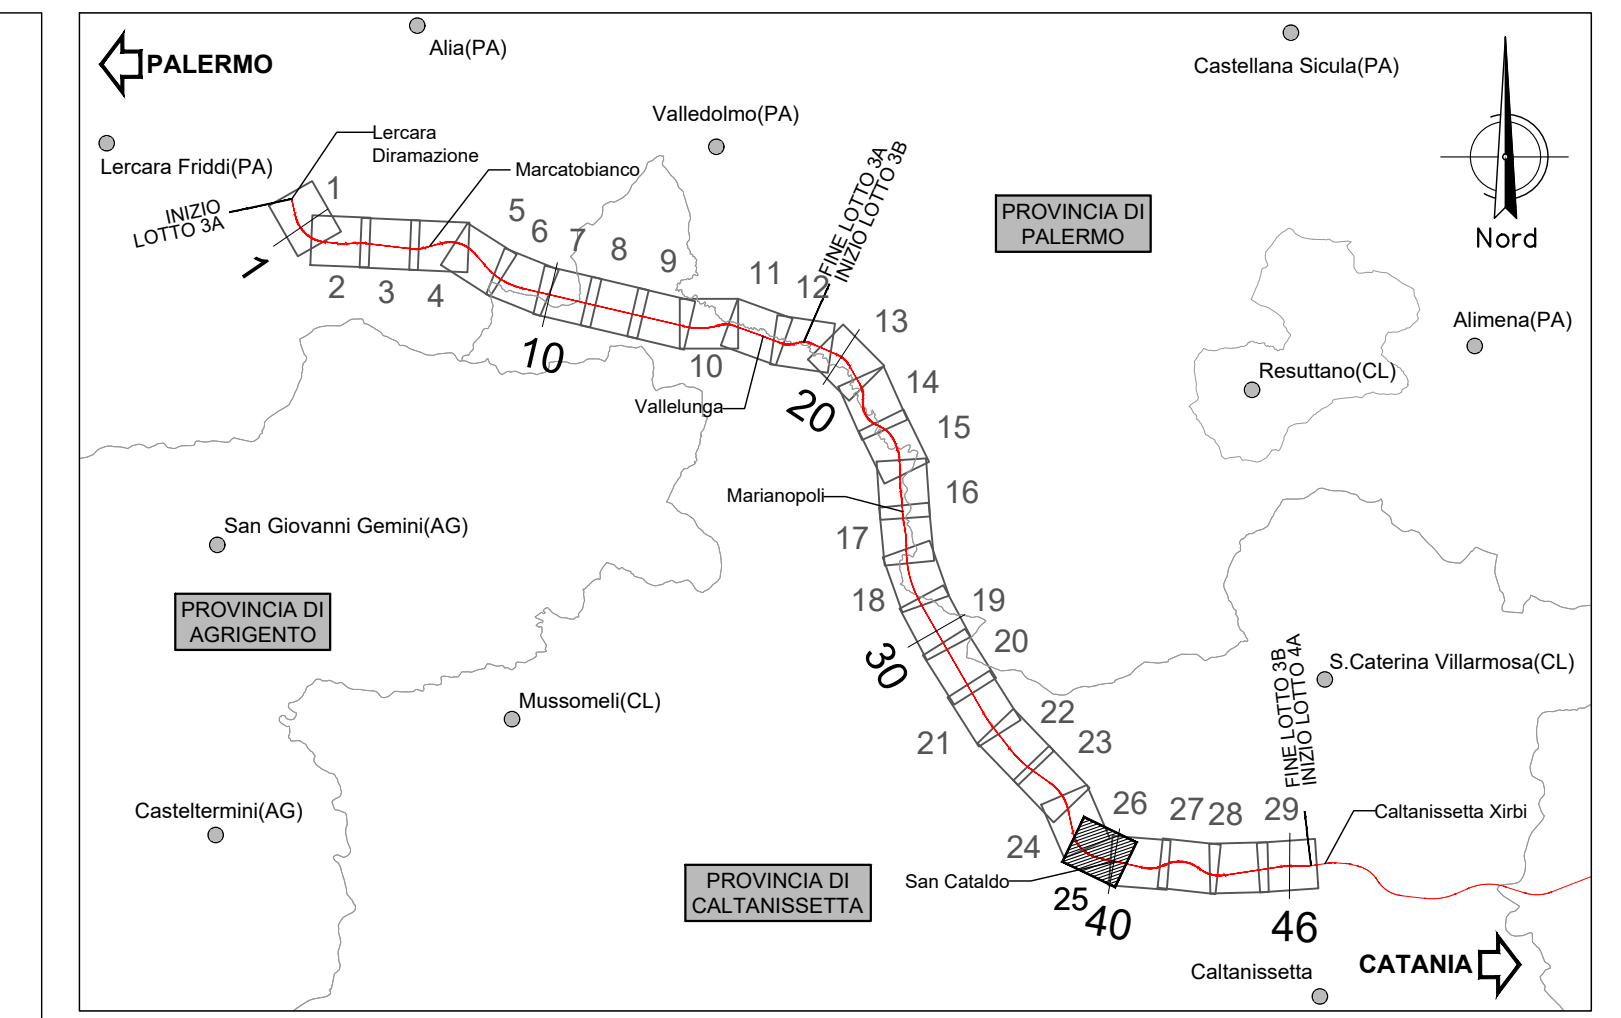 Alia(PA)
PALERMO
Castellana Sicula(PA)
Valledolmo(PA)
Lercara
Diramazione
Lercara Friddi(PA)
Marcatobianco
INIZIO
LOTTO 3A
FINE LOTTO 3A
INIZIO LOTTO 3B
PROVINCIA DI
PALERMO
Nord
1
1
2
3
4
5
6
7
8
9
10
10
11
12
13
Alimena(PA)
Resuttano(CL)
Vallelunga
20
14
15
Marianopoli
16
17
San Giovanni Gemini(AG)
PROVINCIA DI
AGRIGENTO
18
19
20
30
S.Caterina Villarmosa(CL)
FINE LOTTO 3B
INIZIO LOTTO 4A
Mussomeli(CL)
21
22
23
Casteltermini(AG)
24
26
27
28
29
Caltanissetta Xirbi
PROVINCIA DI
CALTANISSETTA
San Cataldo
25
40
46
CATANIA
Caltanissetta